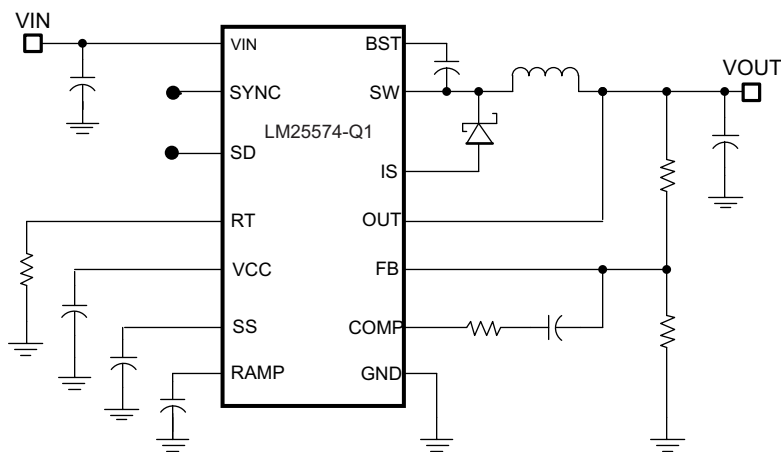 VIN
VIN
BST
SYNC
SW
VOUT
LM25574-Q1
SD
IS
RT
OUT
VCC
FB
SS
COMP
RAMP
GND